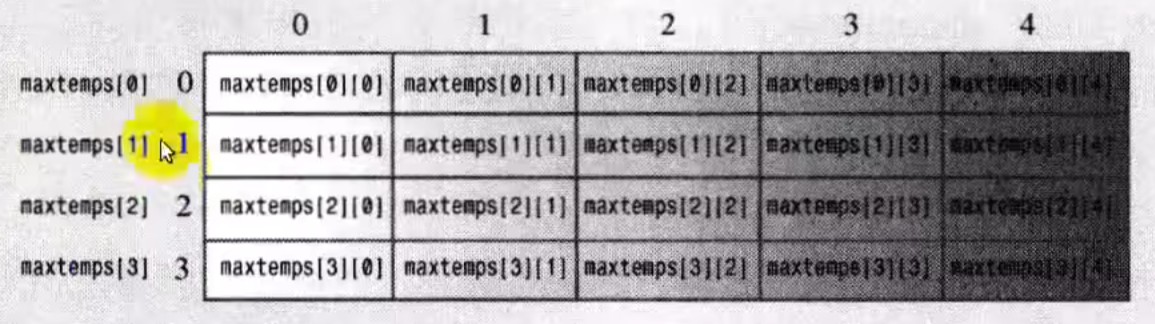 0 1 2 3 4
maxtemps[0] 0 maxtemps[0][0] maxtemps[0][1] maxtemps[0][2] maxtemps[0][3] maxtemps[0][4]
maxtemps[1] 1 maxtemps[1][0] maxtemps[1][1] maxtemps[1][2] maxtemps[1][3] maxtemps[1][4]
maxtemps[2] 2 maxtemps[2][0] maxtemps[2][1] maxtemps[2][2] maxtemps[2][3] maxtemps[2][4]
maxtemps[3] 3 maxtemps[3][0] maxtemps[3][1] maxtemps[3][2] maxtemps[3][3] maxtemps[3][4]